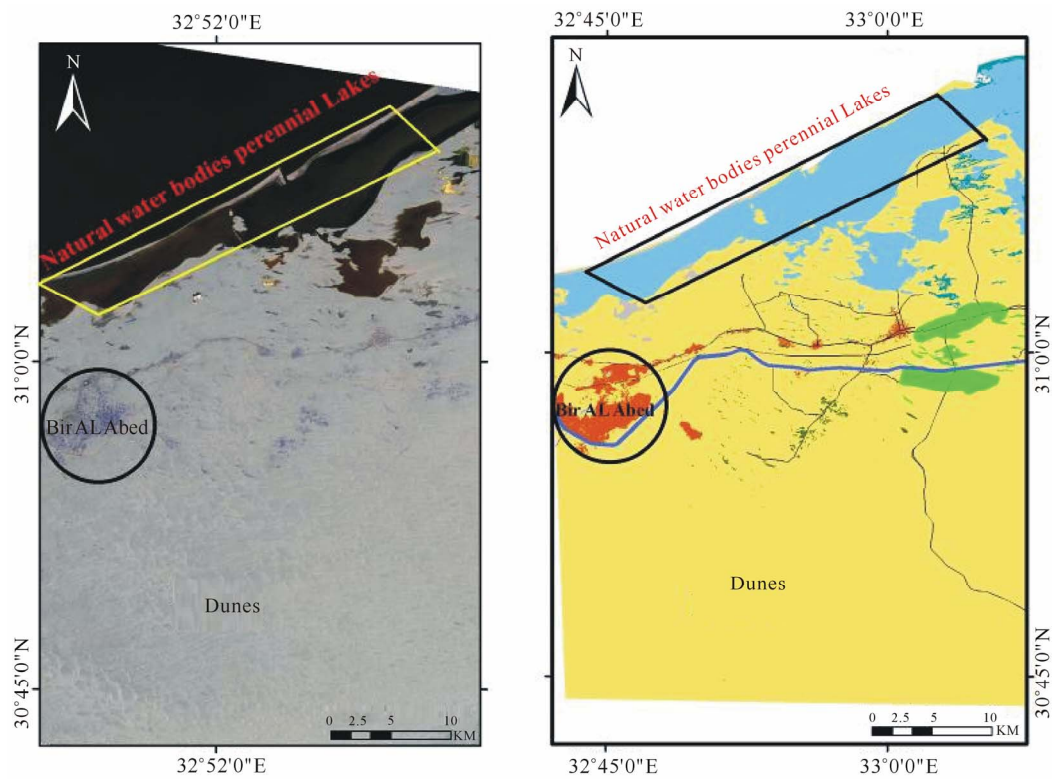 32°52'0"E
N
Natural water bodies perennial Lakes
31°0'0"N
Bir AL Abed
Dunes
30°45'0"N
0 2.5 5 10
KM
32°52'0"E
32°45'0"E
33°0'0"E
N
Natural water bodies perennial Lakes
31°0'0"N
Bir AL Abed
Dunes
30°45'0"N
0 2.5 5 10
KM
32°45'0"E
33°0'0"E